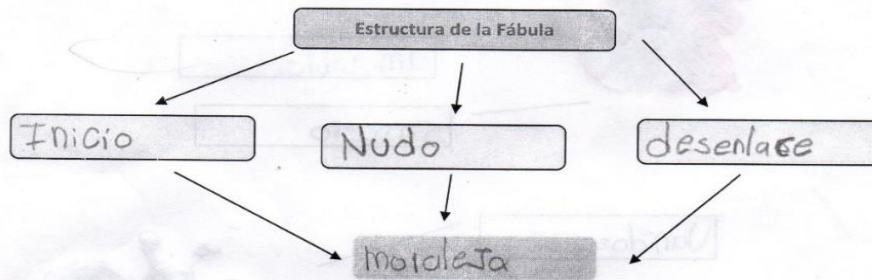 Estructura de la Fábula
Inicio Nudo desenlace
moraleja